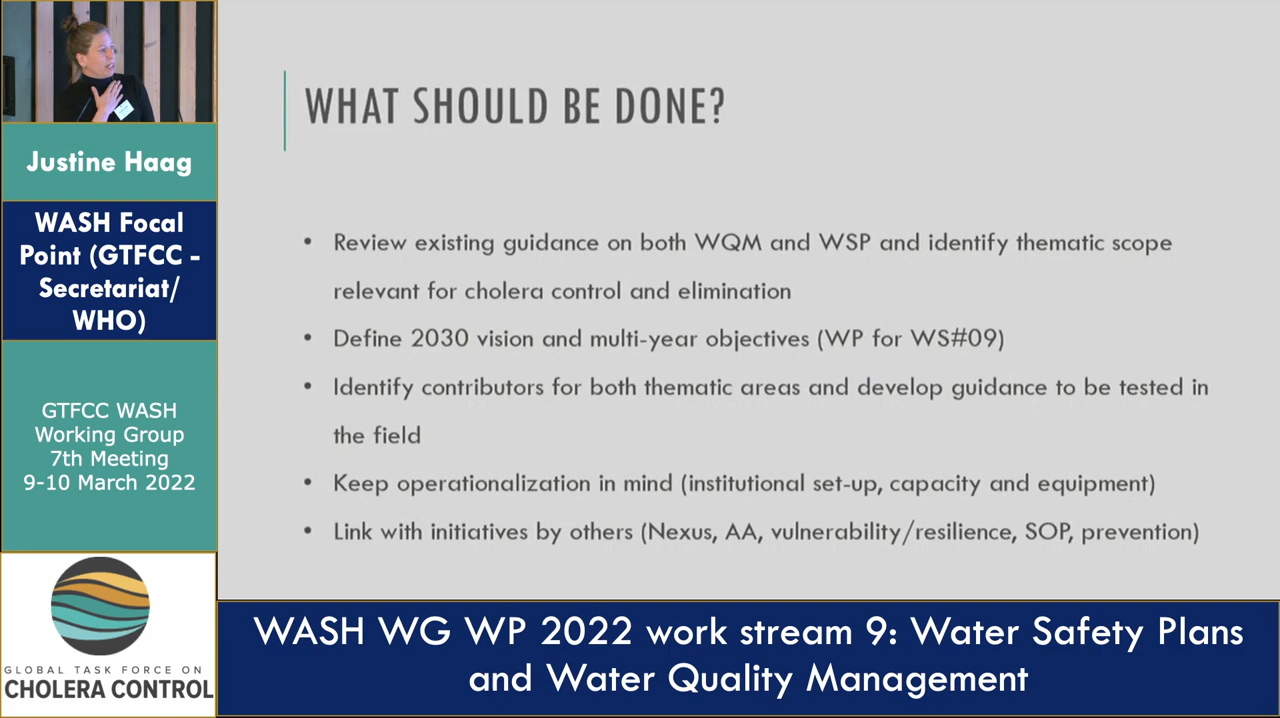 Justine Haag
WASH Focal
Point (GTFCC -
Secretariat/
WHO)
GTFCC WASH
Working Group
7th Meeting
9-10 March 2022
GLOBAL TASK FORCE ON
CHOLERA CONTROL
WHAT SHOULD BE DONE?
• Review existing guidance on both WQM and WSP and identify thematic scope
relevant for cholera control and elimination
• Define 2030 vision and multi-year objectives (WP for WS#09)
• Identify contributors for both thematic areas and develop guidance to be tested in
the field
• Keep operationalization in mind (institutional set-up, capacity and equipment)
• Link with initiatives by others (Nexus, AA, vulnerability/resilience, SOP, prevention)
WASH WG WP 2022 work stream 9: Water Safety Plans
and Water Quality Management